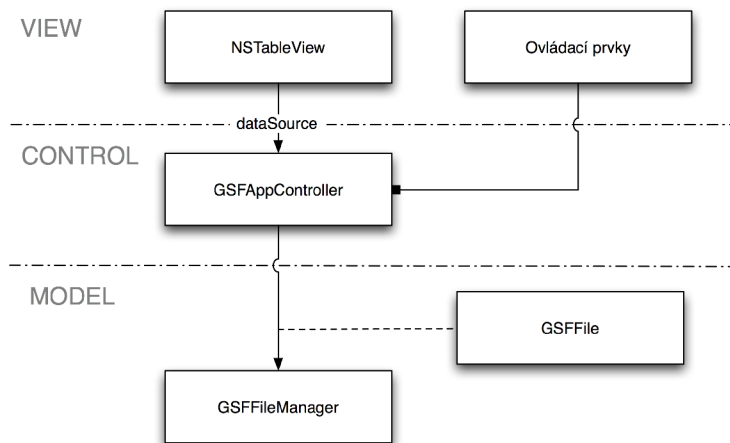 VIEW
NSTableView
Ovládací prvky
dataSource
CONTROL
GSFAppController
MODEL
GSFFile
GSFFileManager